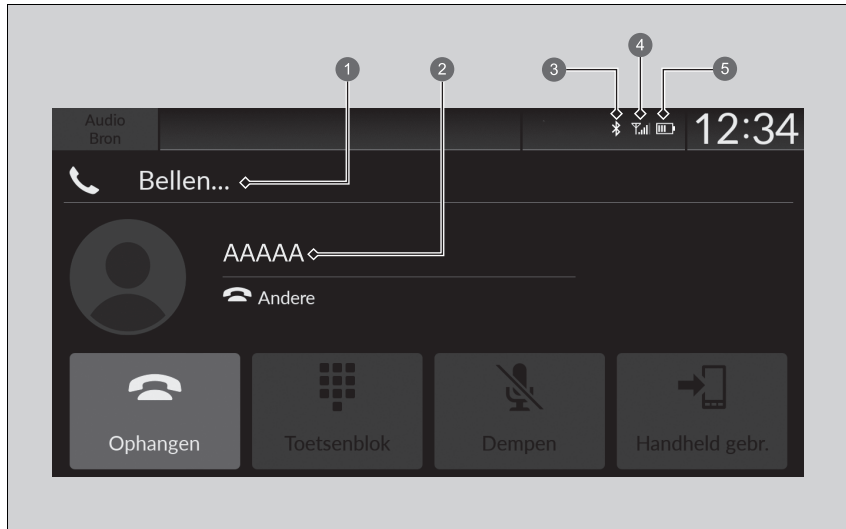 1 2 3 4 5
Audio
Bron
12:34
Bellen...
AAAAA
Andere
Ophangen
Toetsenblok
Dempen
Handheld gebr.